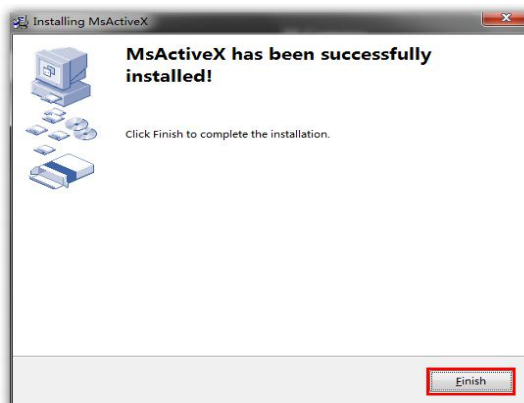 Installing MsActiveX
MsActiveX has been successfully
installed!
Click Finish to complete the installation.
Finish